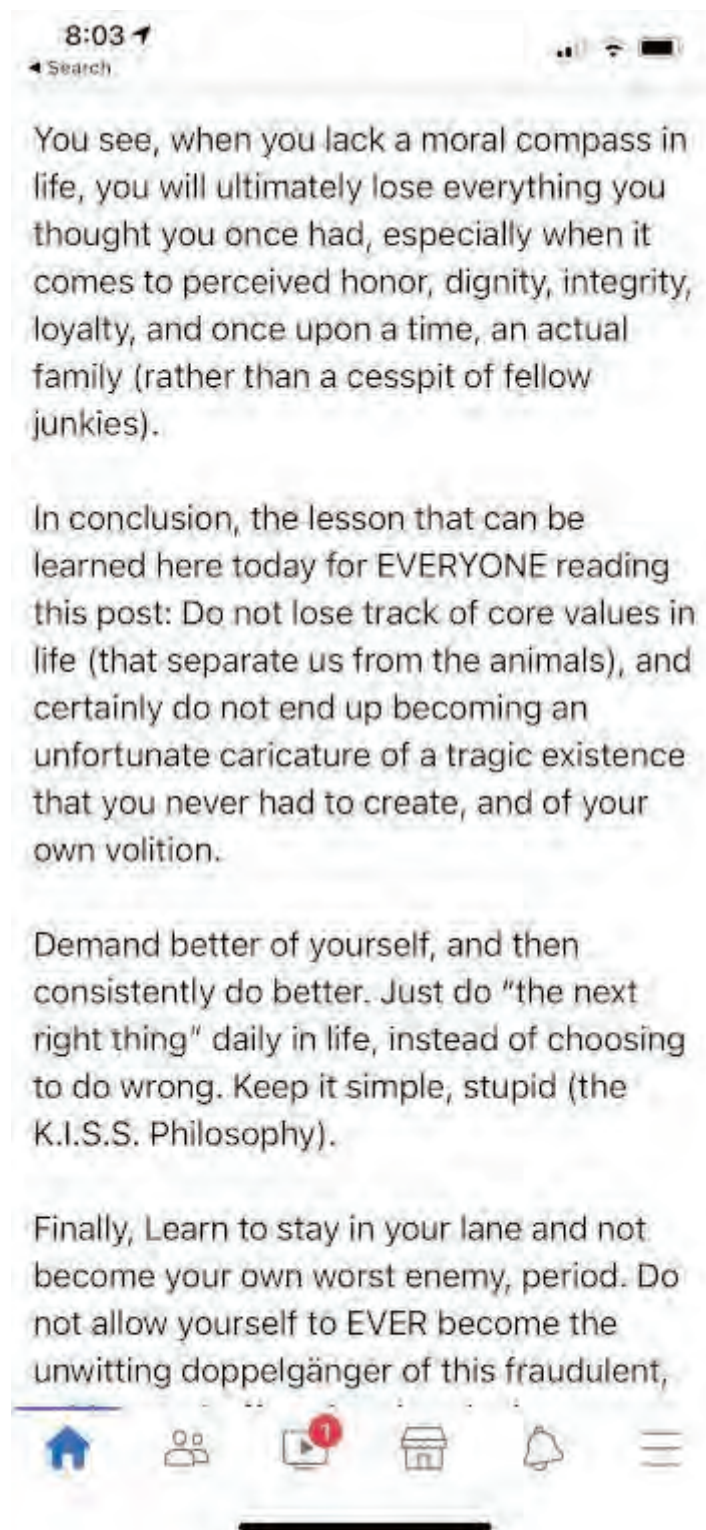 8:03
◀ Search
You see, when you lack a moral compass in
life, you will ultimately lose everything you
thought you once had, especially when it
comes to perceived honor, dignity, integrity,
loyalty, and once upon a time, an actual
family (rather than a cesspit of fellow
junkies).
In conclusion, the lesson that can be
learned here today for EVERYONE reading
this post: Do not lose track of core values in
life (that separate us from the animals), and
certainly do not end up becoming an
unfortunate caricature of a tragic existence
that you never had to create, and of your
own volition.
Demand better of yourself, and then
consistently do better. Just do "the next
right thing" daily in life, instead of choosing
to do wrong. Keep it simple, stupid (the
K.I.S.S. Philosophy).
Finally, Learn to stay in your lane and not
become your own worst enemy, period. Do
not allow yourself to EVER become the
unwitting doppelgänger of this fraudulent,
1